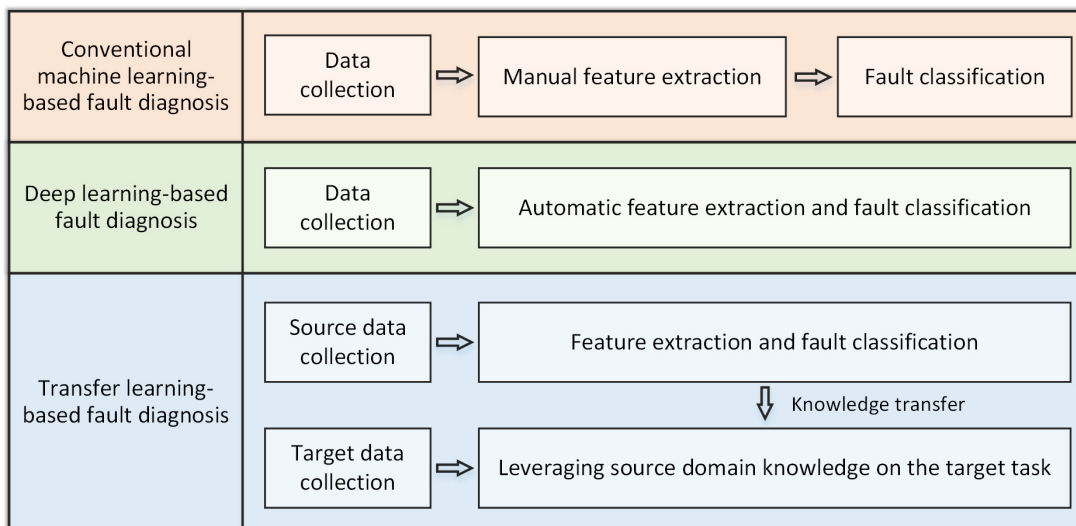 Conventional
machine learning-
based fault diagnosis
Data
collection
Manual feature extraction
Fault classification
Deep learning-based
fault diagnosis
Data
collection
Automatic feature extraction and fault classification
Transfer learning-
based fault diagnosis
Source data
collection
Feature extraction and fault classification
Knowledge transfer
Target data
collection
Leveraging source domain knowledge on the target task